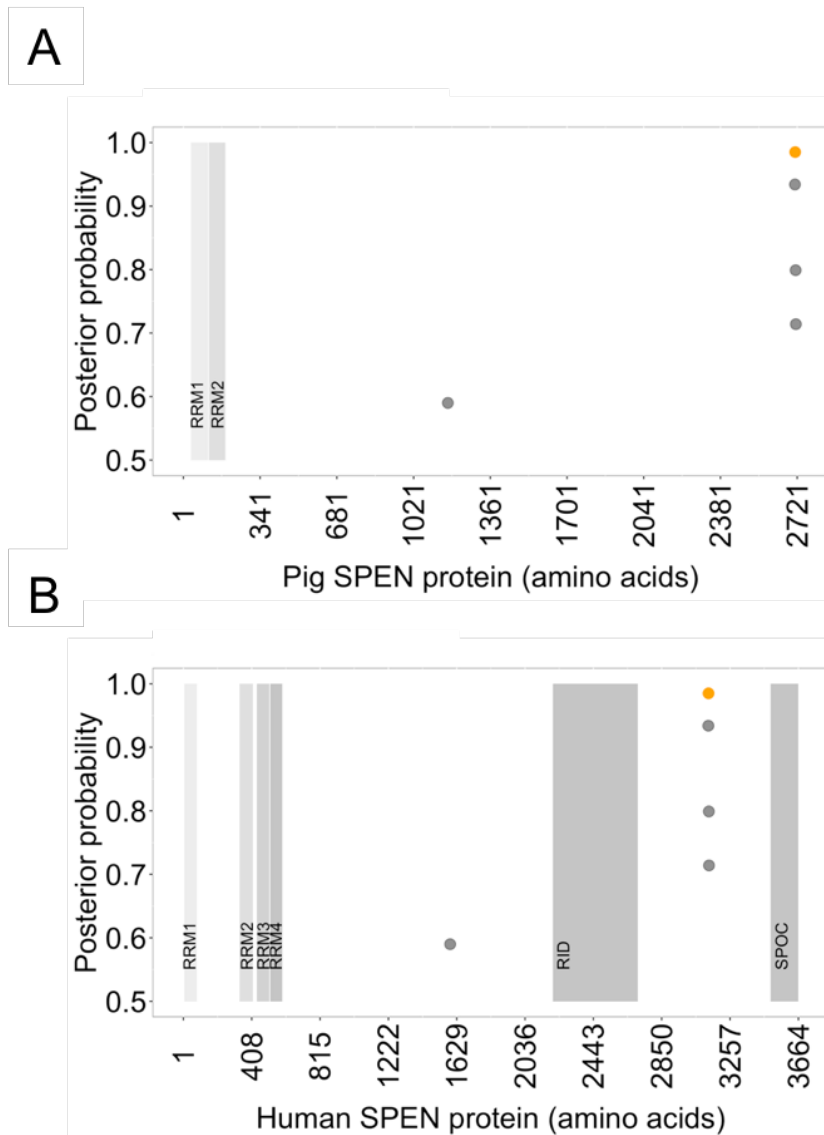 A
Posterior probability
1.0
0.9
0.8
0.7
0.6
0.5
RRM1
RRM2
1
341
681
1021
1361
1701
2041
2381
2721
Pig SPEN protein (amino acids)
B
Posterior probability
1.0
0.9
0.8
0.7
0.6
0.5
RRM1
RRM2
RRM3
RRM4
RID
SPOC
1
408
815
1222
1629
2036
2443
2850
3257
3664
Human SPEN protein (amino acids)